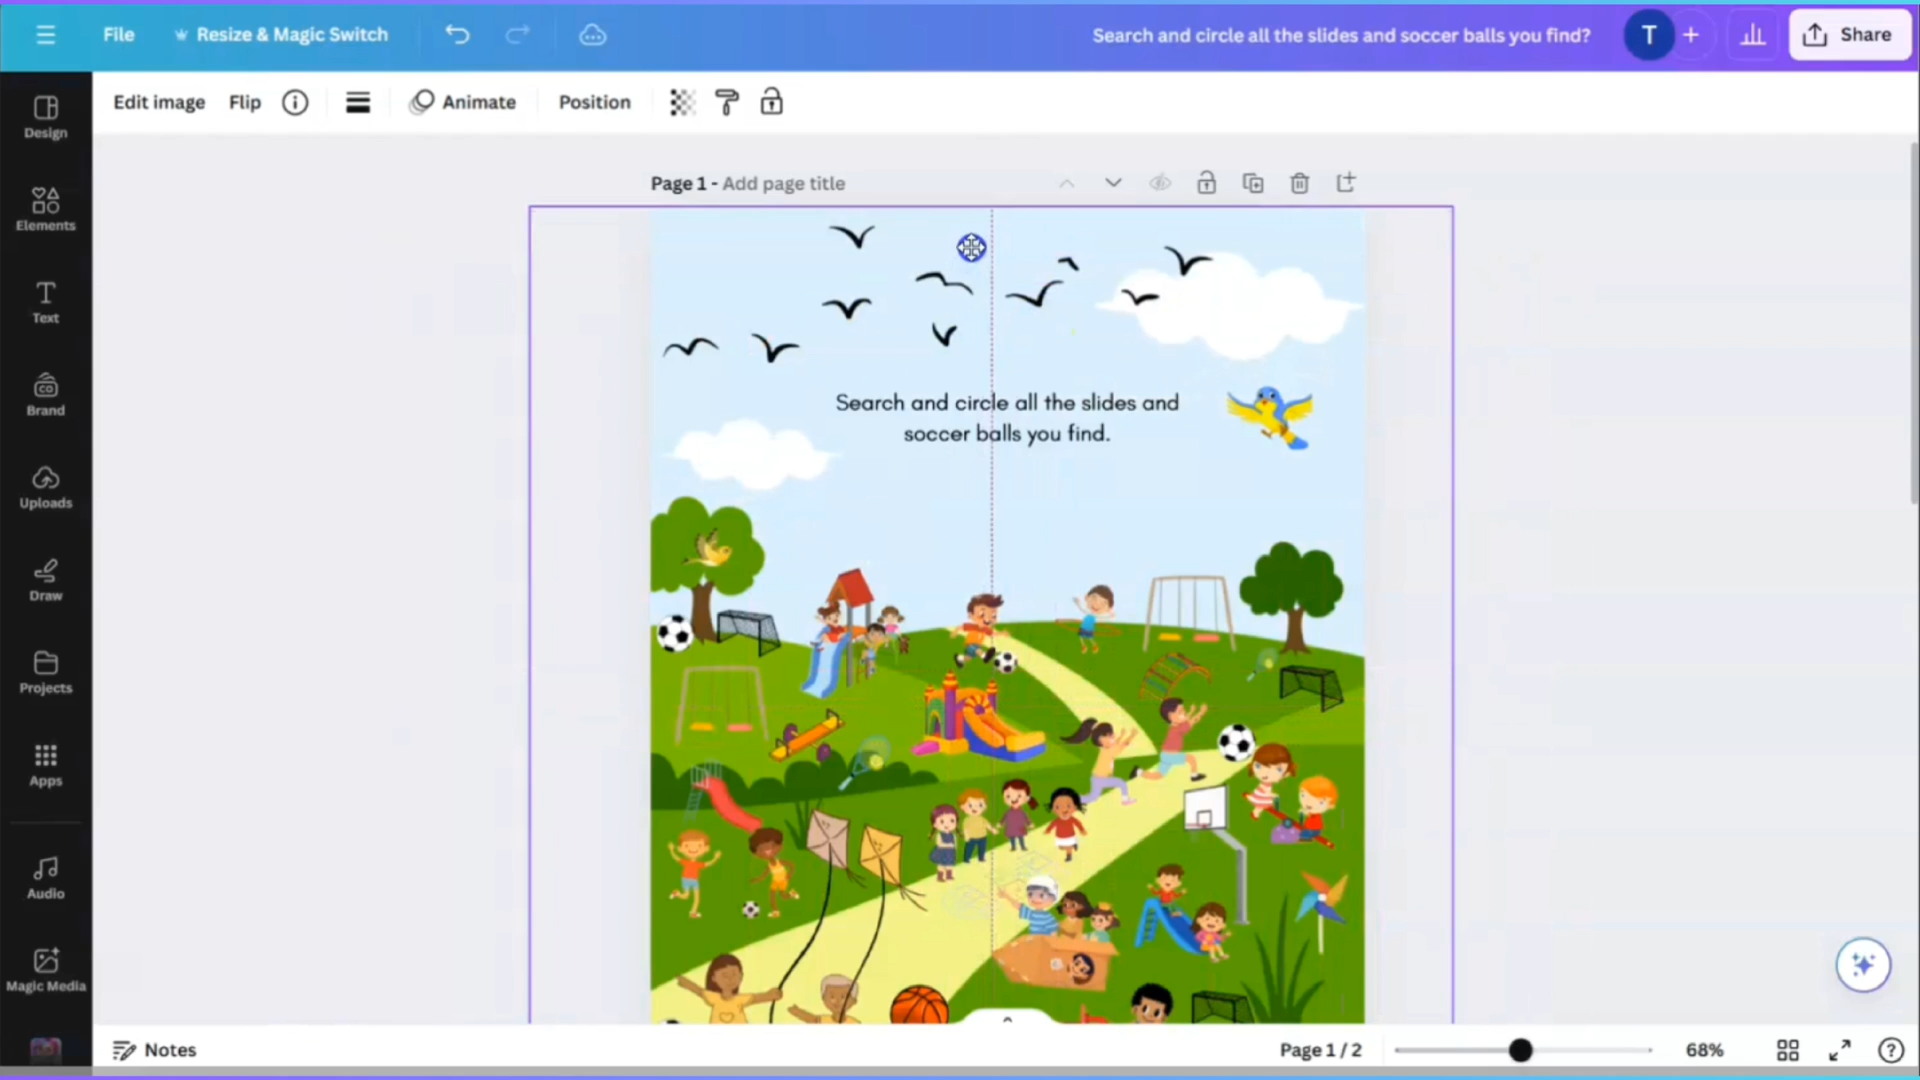 File
Resize & Magic Switch
Search and circle all the slides and soccer balls you find?
T
Share
Edit image
Flip
Animate
Position
Design
Elements
Text
Brand
Uploads
Draw
Projects
Apps
Audio
Magic Media
Page 1 - Add page title
Search and circle all the slides and
soccer balls you find.
Notes
Page 1 / 2
68%